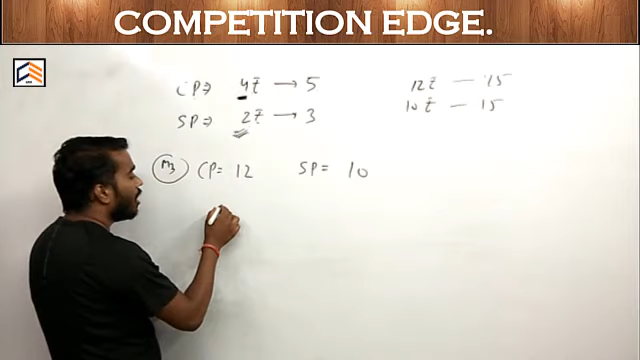 COMPETITION EDGE.
CP⇒ 4₹ → 5
SP⇒ 2₹ → 3
12₹ — 15
10₹ — 15
M3 CP= 12 SP= 10